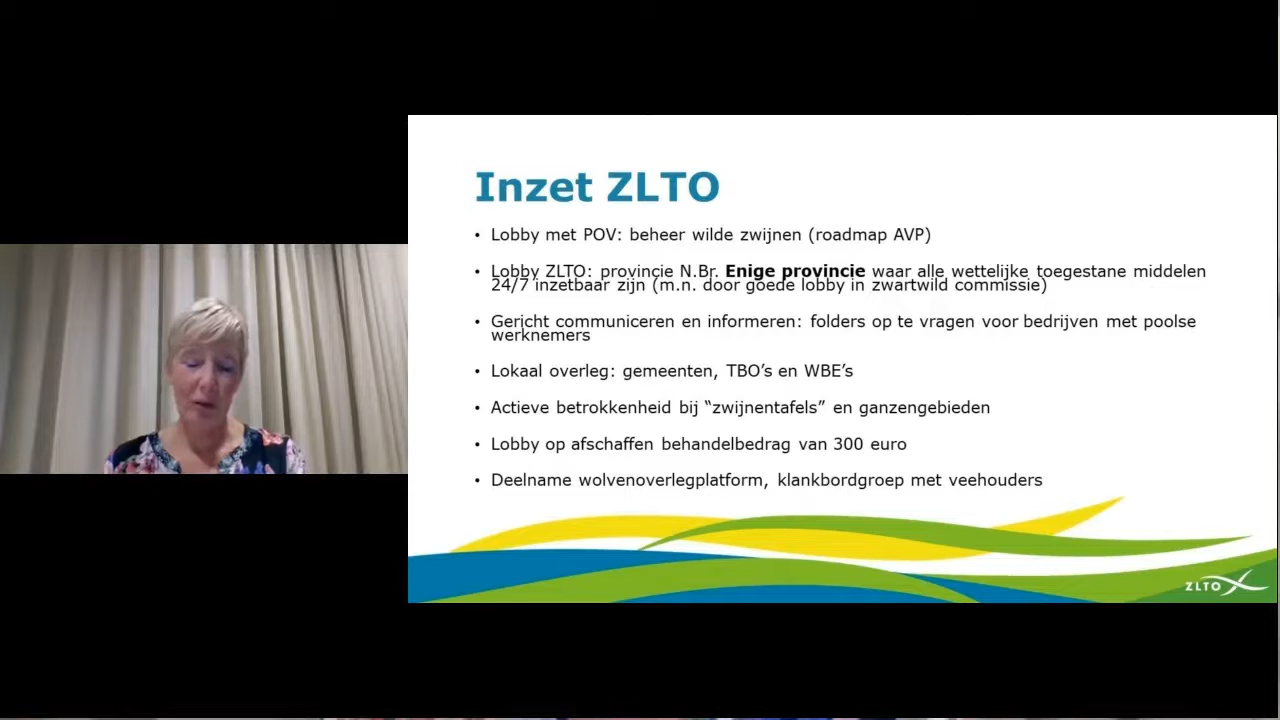 Inzet ZLTO
• Lobby met POV: beheer wilde zwijnen (roadmap AVP)
• Lobby ZLTO: provincie N.Br. Enige provincie waar alle wettelijke toegestane middelen
24/7 inzetbaar zijn (m.n. door goede lobby in zwartwild commissie)
• Gericht communiceren en informeren: folders op te vragen voor bedrijven met poolse
werknemers
• Lokaal overleg: gemeenten, TBO’s en WBE’s
• Actieve betrokkenheid bij “zwijnentafels” en ganzengebieden
• Lobby op afschaffen behandelbedrag van 300 euro
• Deelname wolvenoverlegplatform, klankbordgroep met veehouders
ZLTO